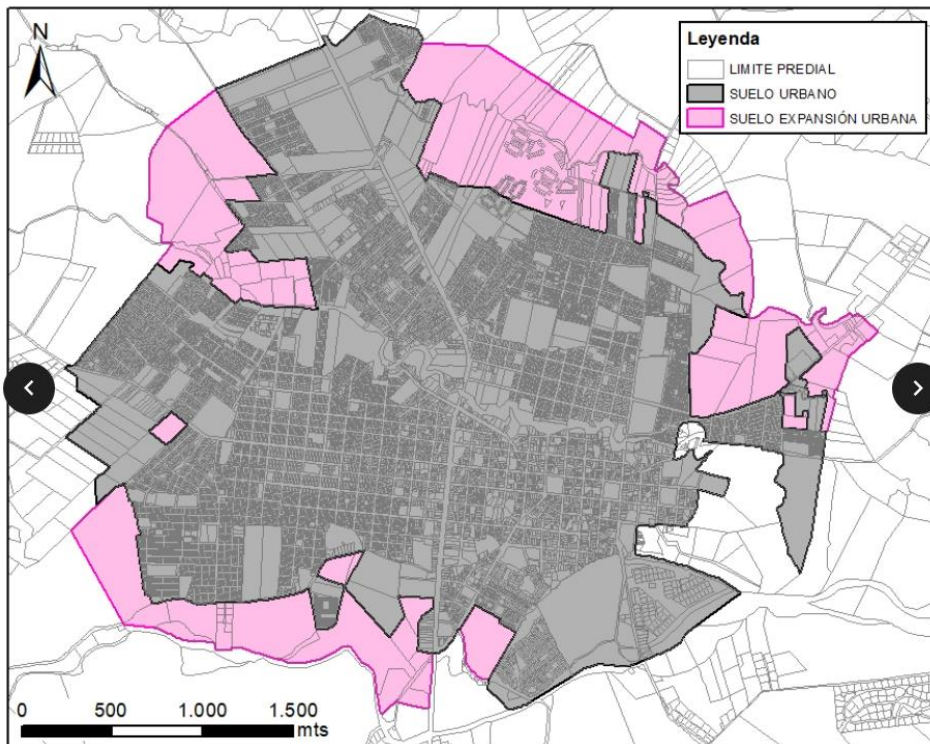 N
Leyenda
LIMITE PREDIAL
SUELO URBANO
SUELO EXPANSIÓN URBANA
0 500 1.000 1.500
mts